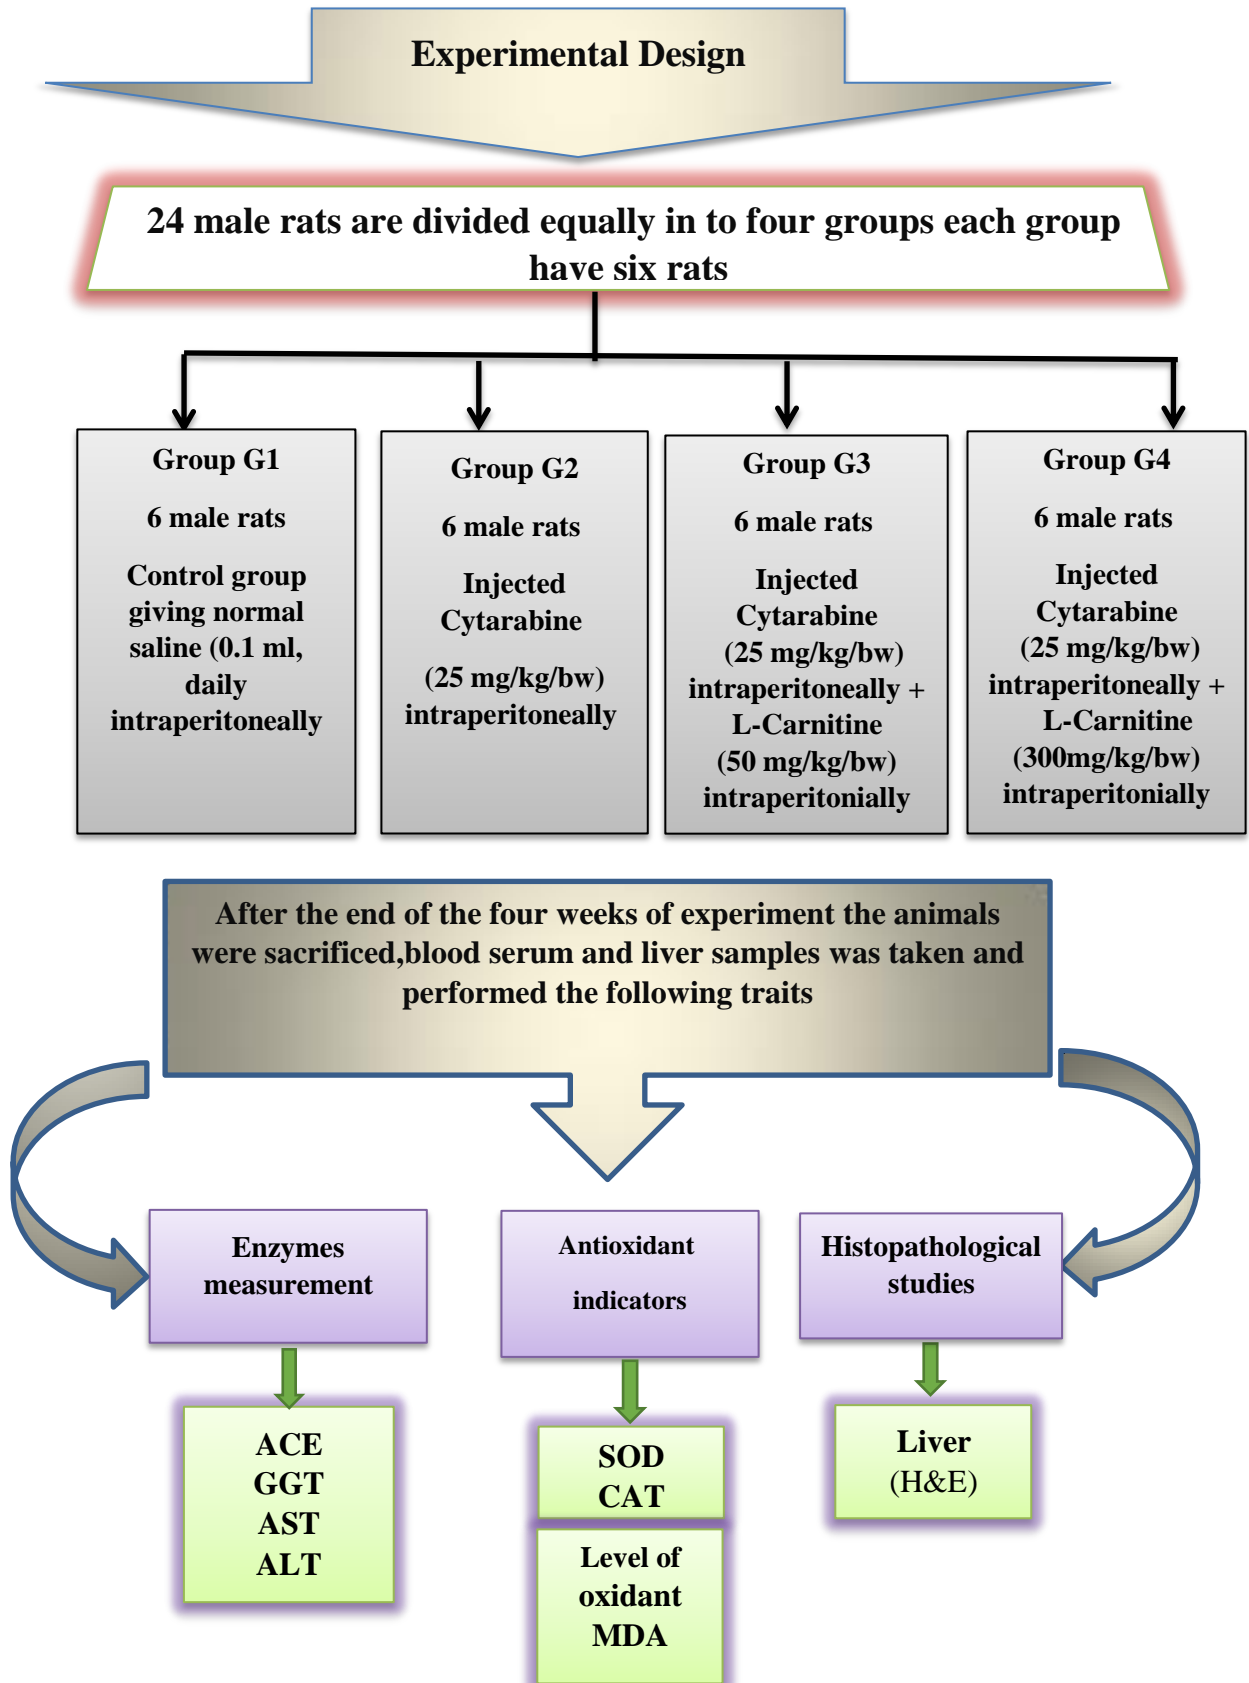 Experimental Design
24 male rats are divided equally in to four groups each group
have six rats
Group G1
6 male rats
Control group
giving normal
saline (0.1 ml,
daily
intraperitoneally
Group G2
6 male rats
Injected
Cytarabine
(25 mg/kg/bw)
intraperitoneally
Group G3
6 male rats
Injected
Cytarabine
(25 mg/kg/bw)
intraperitoneally +
L-Carnitine
(50 mg/kg/bw)
intraperitonially
Group G4
6 male rats
Injected
Cytarabine
(25 mg/kg/bw)
intraperitoneally +
L-Carnitine
(300mg/kg/bw)
intraperitonially
After the end of the four weeks of experiment the animals
were sacrificed,blood serum and liver samples was taken and
performed the following traits
Enzymes
measurement
ACE
GGT
AST
ALT
Antioxidant
indicators
SOD
CAT
Level of
oxidant
MDA
Histopathological
studies
Liver
(H&E)